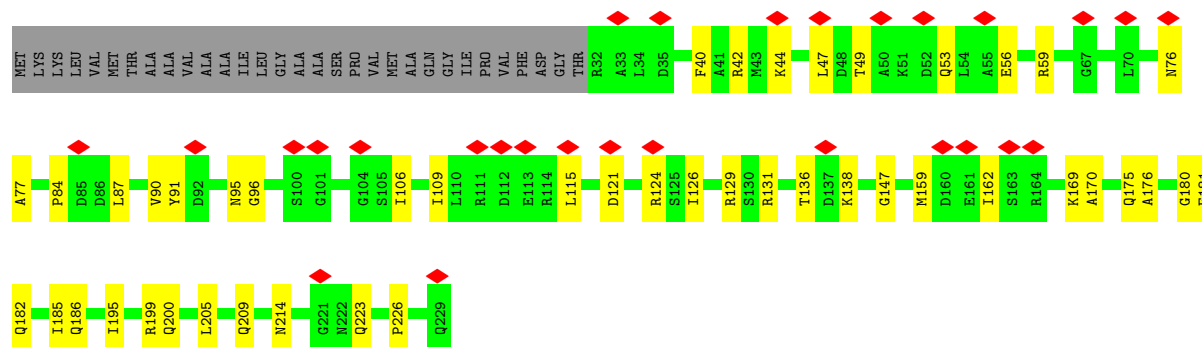 MET LYS LYS LEU VAL MET THR ALA ALA VAL ALA ALA ILE LEU GLY ALA ALA SER PRO VAL MET ALA GLN GLY ILE PRO VAL PHE ASP GLY THR R32 A33 L34 D35 F40 A41 R42 M43 K44 L47 D48 T49 A50 K51 D52 Q53 L54 A55 E56 R59 G67 L70 N76
A77 P84 D85 D86 L87 V90 Y91 D92 N95 G96 S100 G101 G104 S105 I106 I109 L110 R111 D112 E113 R114 L115 D121 R124 S125 I126 R129 S130 R131 T136 D137 K138 G147 M159 D160 E161 I162 S163 R164 K169 A170 Q175 A176 G180
Q182 I185 Q186 I195 R199 Q200 L205 Q209 N214 G221 N222 Q223 P226 Q229